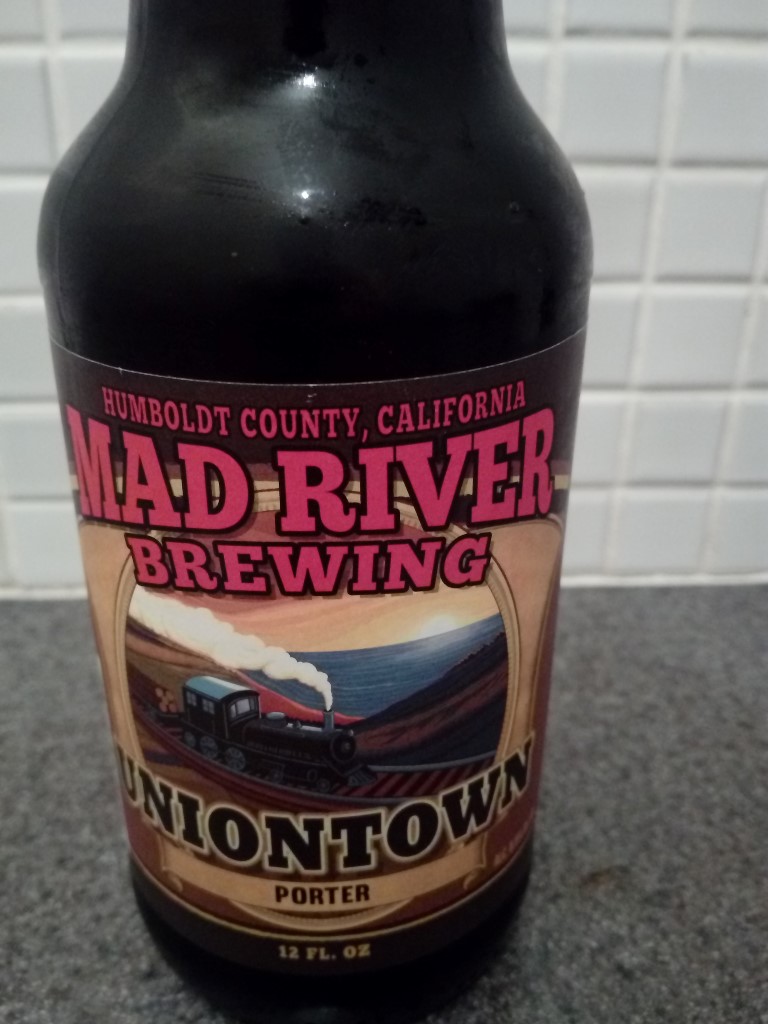 HUMBOLDT COUNTY, CALIFORNIA
MAD RIVER
BREWING
UNIONTOWN
PORTER
12 FL. OZ